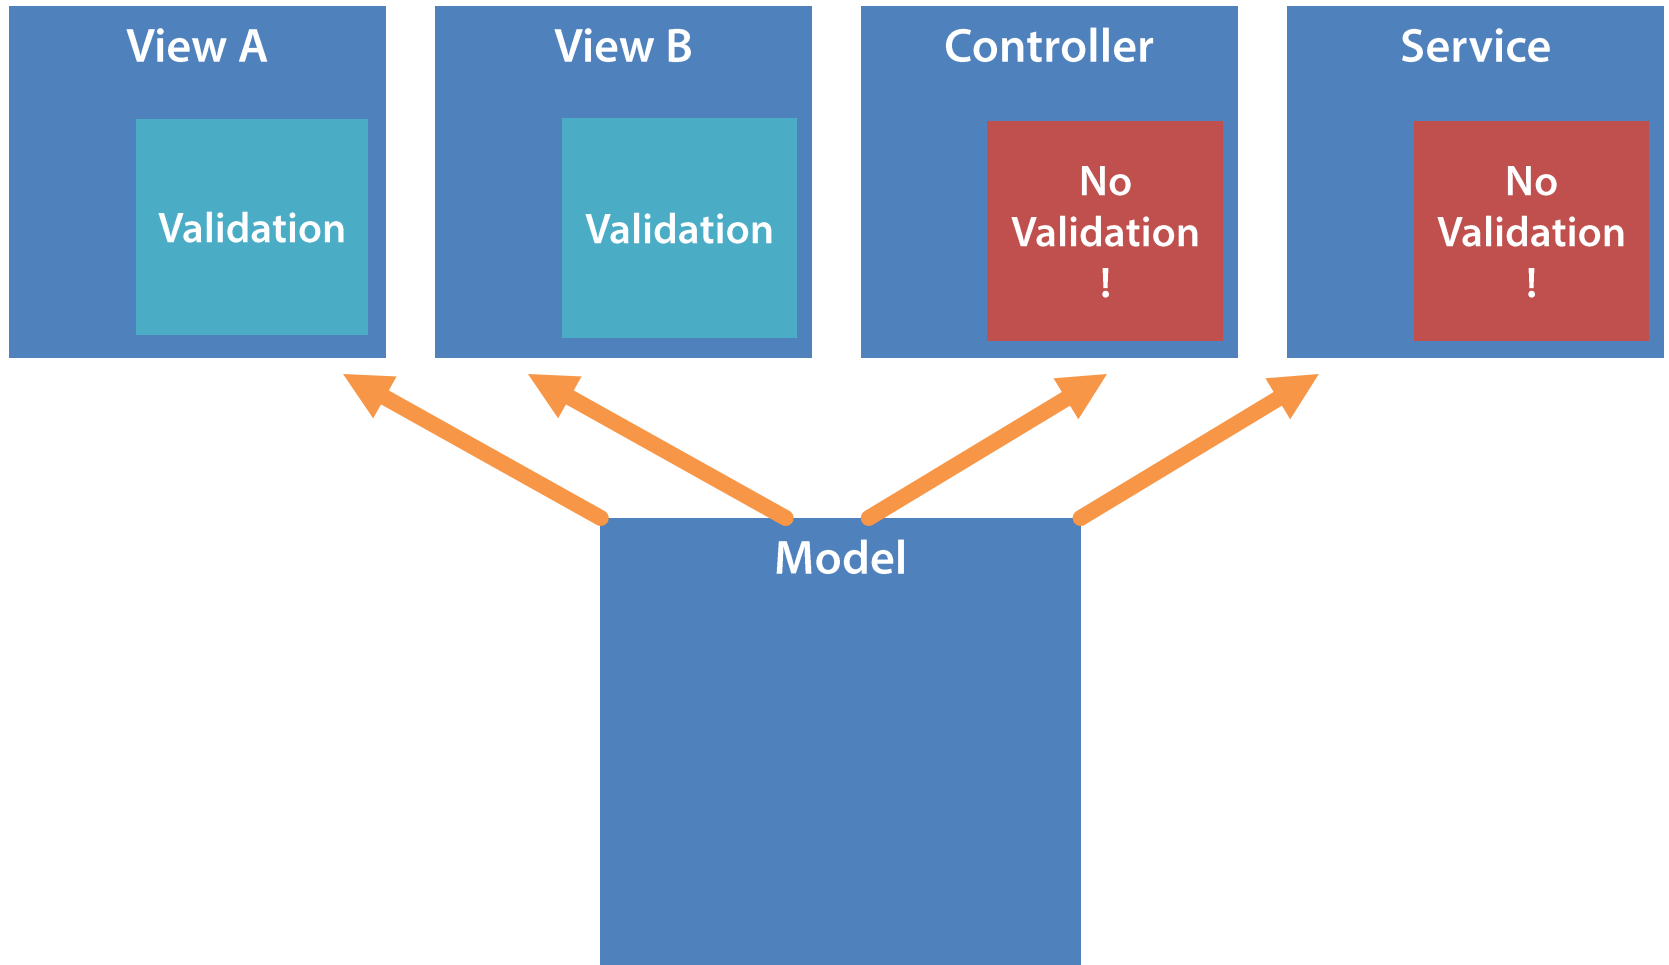 View A
Validation
View B
Validation
Controller
No
Validation
!
Service
No
Validation
!
Model